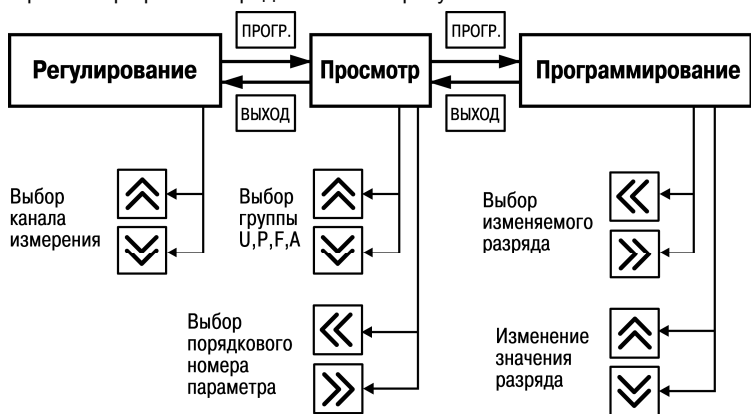 ПРОГР.
ПРОГР.
Регулирование
Просмотр
Программирование
ВЫХОД
ВЫХОД
Выбор
канала
измерения
Выбор
группы
U,P,F,A
Выбор
изменяемого
разряда
Выбор
порядкового
номера
параметра
Изменение
значения
разряда